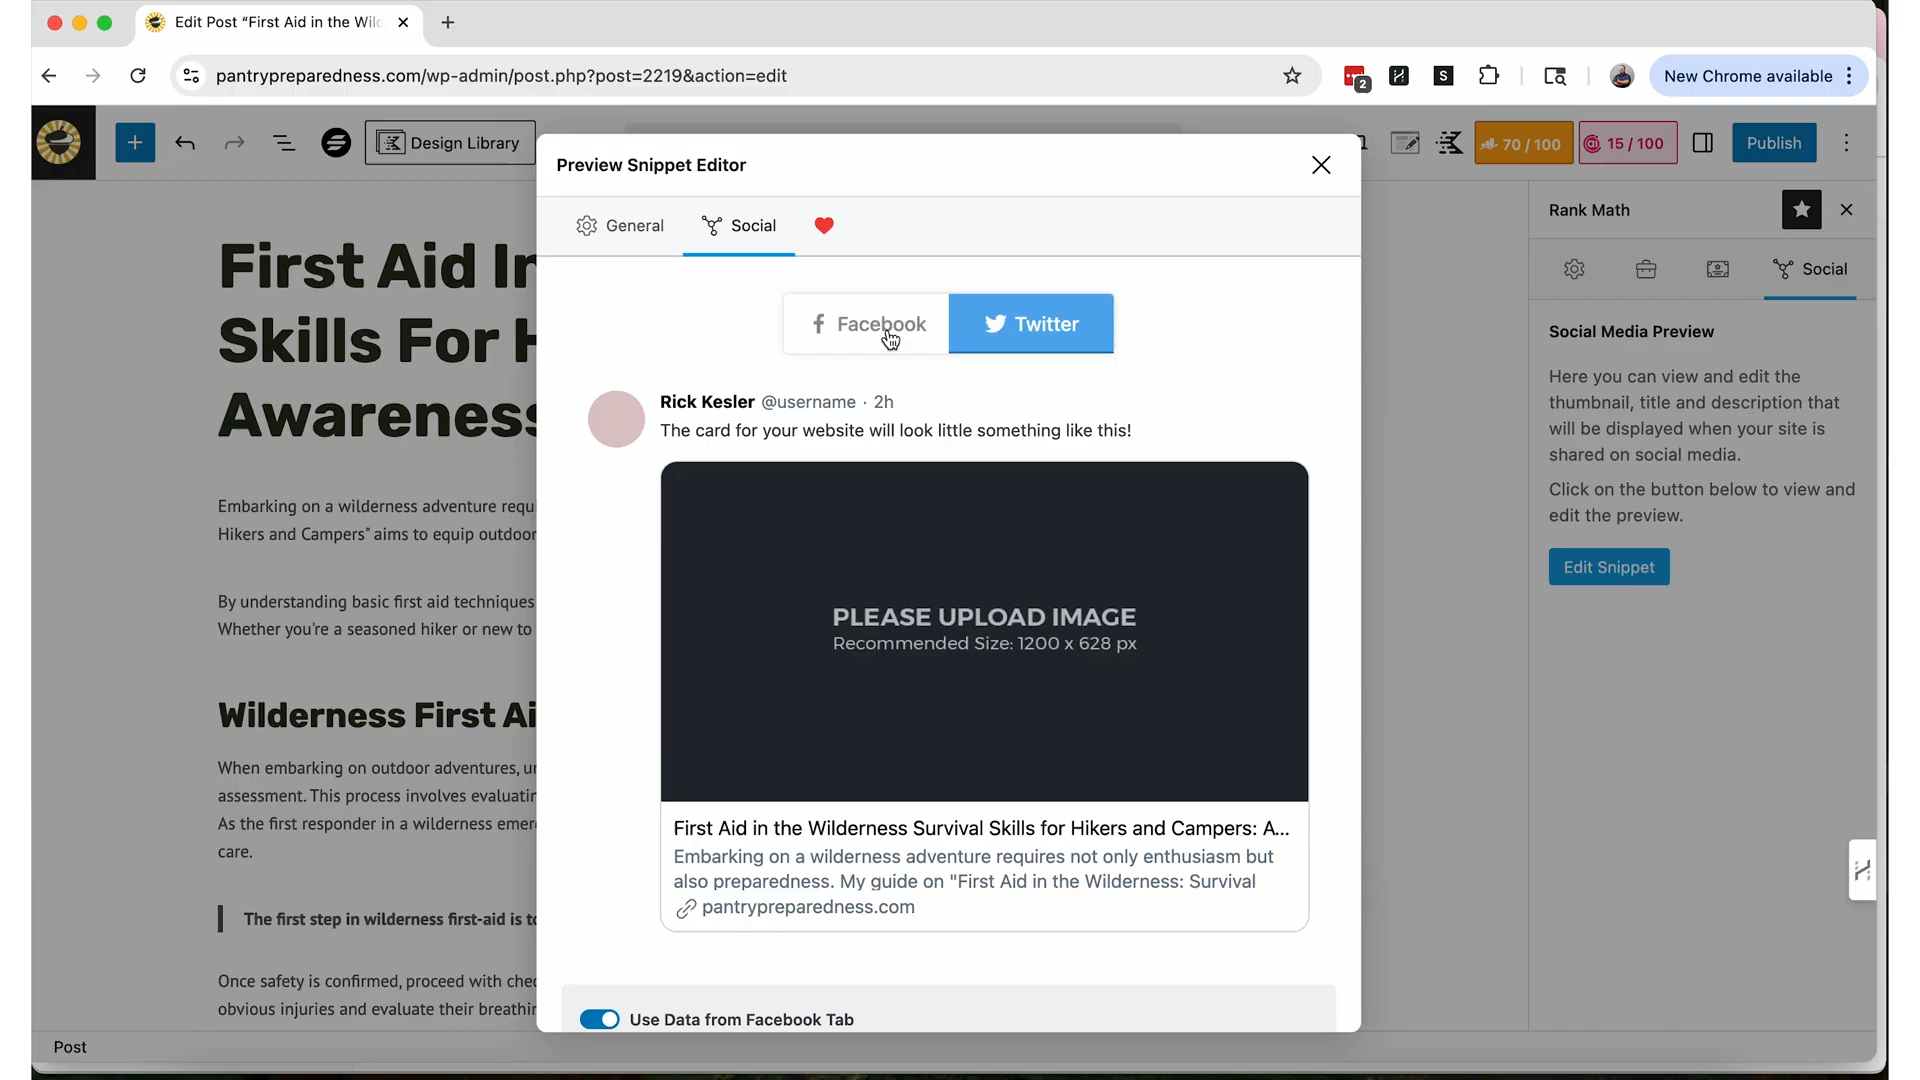 Edit Post “First Aid in the Wil
pantrypreparedness.com/wp-admin/post.php?post=2219&action=edit
2
S
New Chrome available
Design Library
70 / 100
15 / 100
Publish
Preview Snippet Editor
General
Social
Facebook
Twitter
Rick Kesler @username · 2h
The card for your website will look little something like this!
PLEASE UPLOAD IMAGE
Recommended Size: 1200 x 628 px
First Aid in the Wilderness Survival Skills for Hikers and Campers: A...
Embarking on a wilderness adventure requires not only enthusiasm but
also preparedness. My guide on "First Aid in the Wilderness: Survival
pantrypreparedness.com
Use Data from Facebook Tab
First Aid In
Skills For H
Awareness
Embarking on a wilderness adventure requ
Hikers and Campers” aims to equip outdoor
By understanding basic first aid techniques
Whether you’re a seasoned hiker or new to
Wilderness First Ai
When embarking on outdoor adventures, un
assessment. This process involves evaluatin
As the first responder in a wilderness emer
care.
The first step in wilderness first-aid is to
Once safety is confirmed, proceed with chec
obvious injuries and evaluate their breathin
Post
Rank Math
Social
Social Media Preview
Here you can view and edit the
thumbnail, title and description that
will be displayed when your site is
shared on social media.
Click on the button below to view and
edit the preview.
Edit Snippet